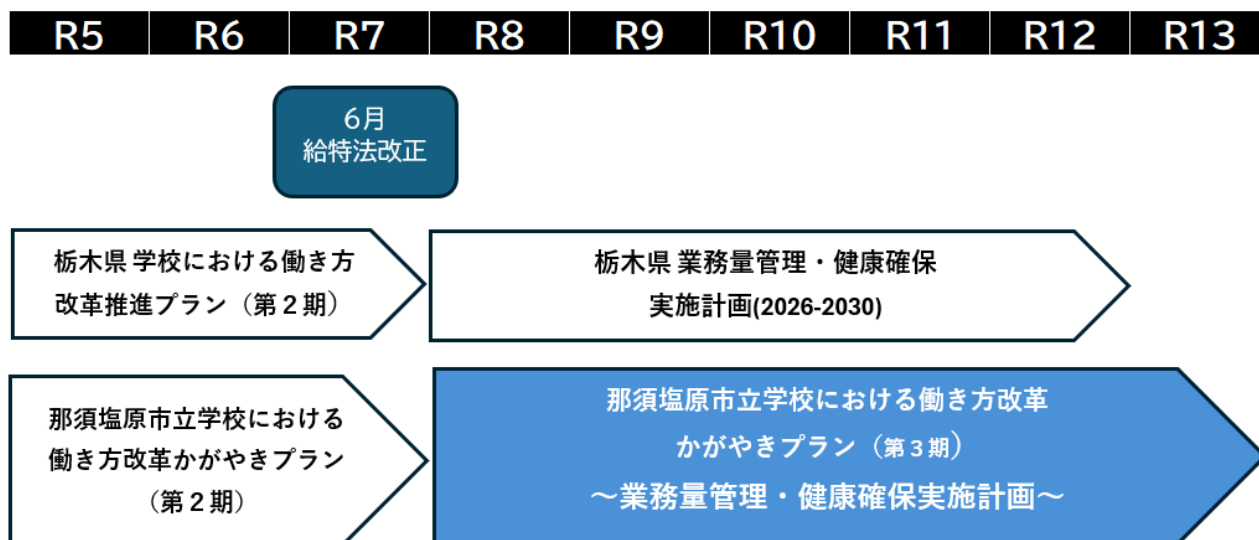 R5 R6 R7 R8 R9 R10 R11 R12 R13
6月
給特法改正
栃木県 学校における働き方
改革推進プラン（第２期）
栃木県 業務量管理・健康確保
実施計画(2026-2030)
那須塩原市立学校における
働き方改革かがやきプラン
（第２期）
那須塩原市立学校における働き方改革
かがやきプラン（第３期）
～業務量管理・健康確保実施計画～